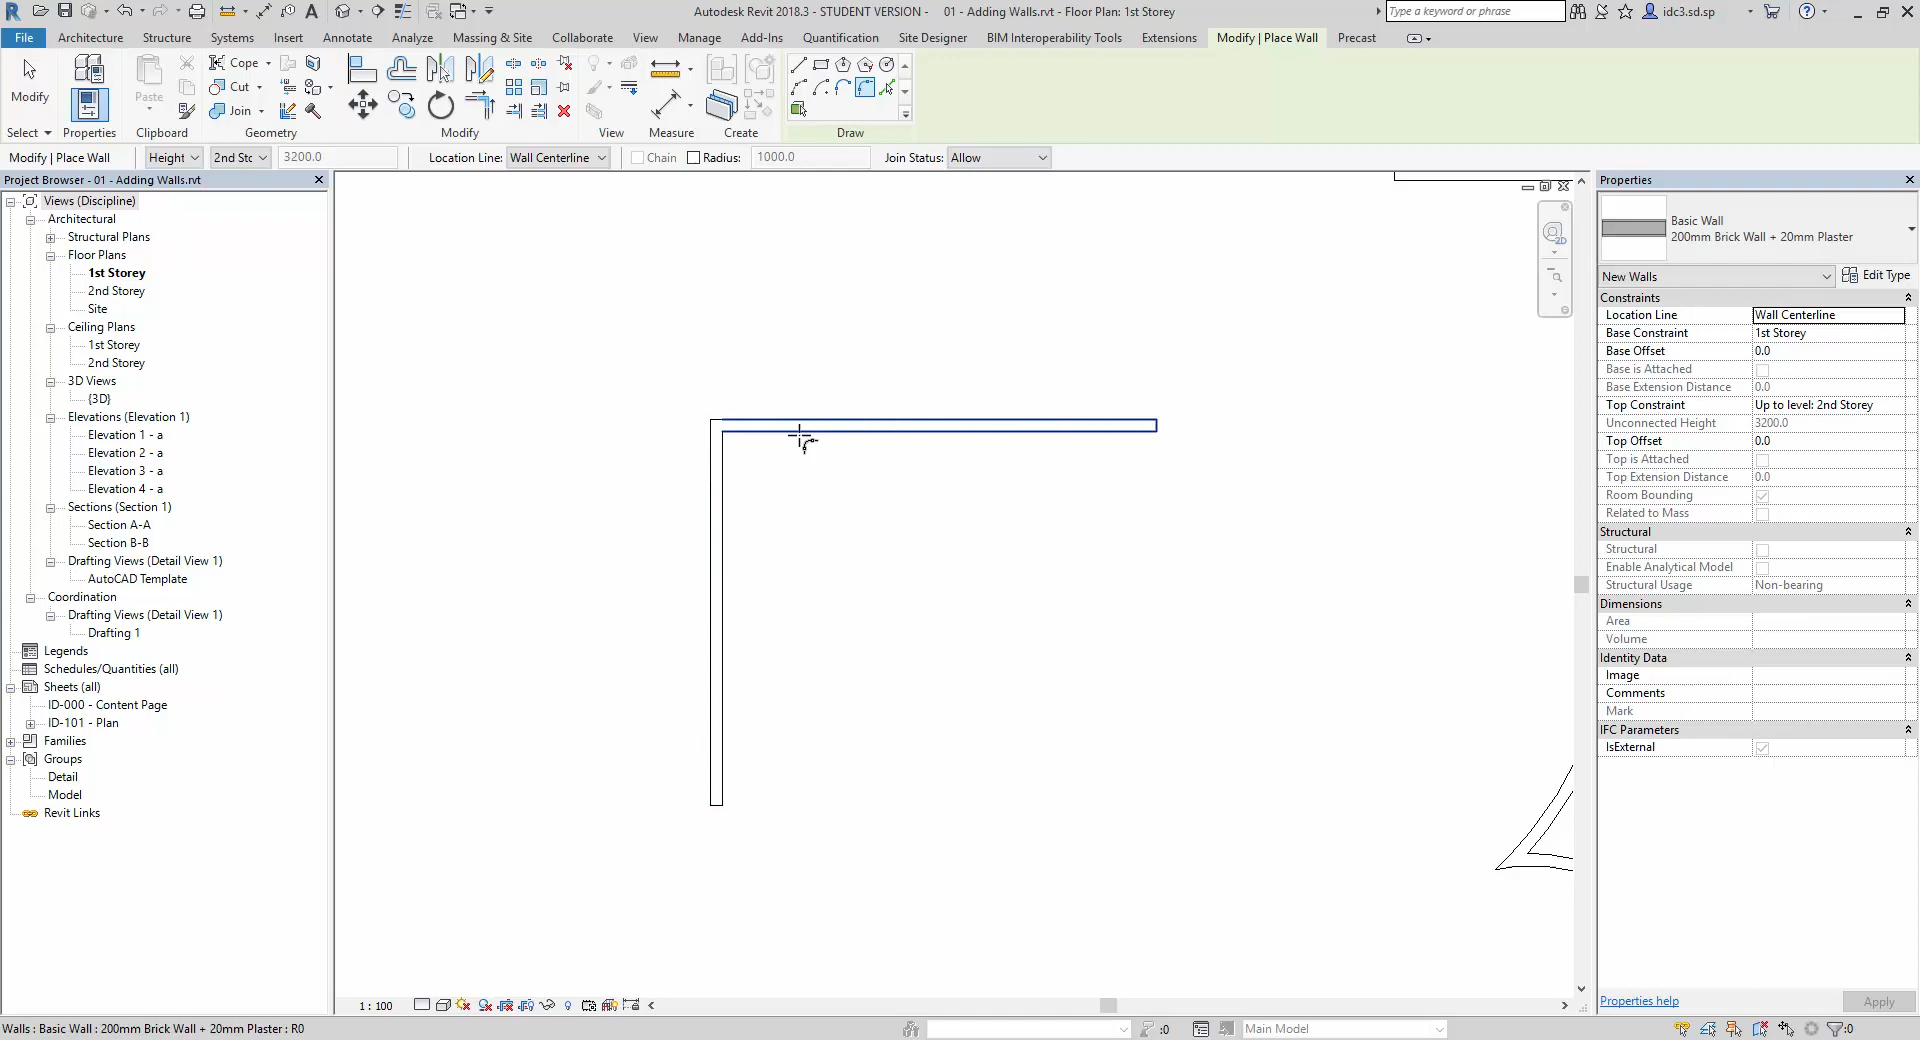 Autodesk Revit 2018.3 - STUDENT VERSION - 01 - Adding Walls.rvt - Floor Plan: 1st Storey
Type a keyword or phrase
idc3.sd.sp
File Architecture Structure Systems Insert Annotate Analyze Massing & Site Collaborate View Manage Add-Ins Quantification Site Designer BIM Interoperability Tools Extensions Modify | Place Wall Precast
Modify
Paste
Cope
Cut
Join
Select Properties Clipboard Geometry Modify View Measure Create Draw
Modify | Place Wall Height 2nd Stc 3200.0 Location Line: Wall Centerline Chain Radius: 1000.0 Join Status: Allow
Project Browser - 01 - Adding Walls.rvt
Views (Discipline)
Architectural
Structural Plans
Floor Plans
1st Storey
2nd Storey
Site
Ceiling Plans
1st Storey
2nd Storey
3D Views
{3D}
Elevations (Elevation 1)
Elevation 1 - a
Elevation 2 - a
Elevation 3 - a
Elevation 4 - a
Sections (Section 1)
Section A-A
Section B-B
Drafting Views (Detail View 1)
AutoCAD Template
Coordination
Drafting Views (Detail View 1)
Drafting 1
Legends
Schedules/Quantities (all)
Sheets (all)
ID-000 - Content Page
ID-101 - Plan
Families
Groups
Detail
Model
Revit Links
2D
1 : 100
Properties
Basic Wall
200mm Brick Wall + 20mm Plaster
New Walls Edit Type
Constraints
Location Line Wall Centerline
Base Constraint 1st Storey
Base Offset 0.0
Base is Attached
Base Extension Distance 0.0
Top Constraint Up to level: 2nd Storey
Unconnected Height 3200.0
Top Offset 0.0
Top is Attached
Top Extension Distance 0.0
Room Bounding
Related to Mass
Structural
Structural
Enable Analytical Model
Structural Usage Non-bearing
Dimensions
Area
Volume
Identity Data
Image
Comments
Mark
IFC Parameters
IsExternal
Properties help Apply
Walls : Basic Wall : 200mm Brick Wall + 20mm Plaster : R0
:0
Main Model
:0